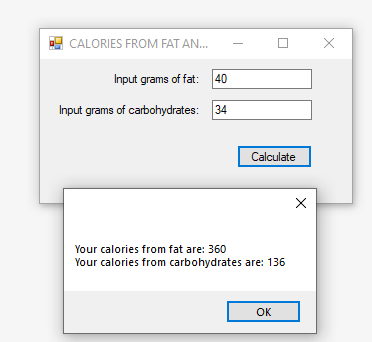 CALORIES FROM FAT AN...
Input grams of fat: 40
Input grams of carbohydrates: 34
Calculate
Your calories from fat are: 360
Your calories from carbohydrates are: 136
OK